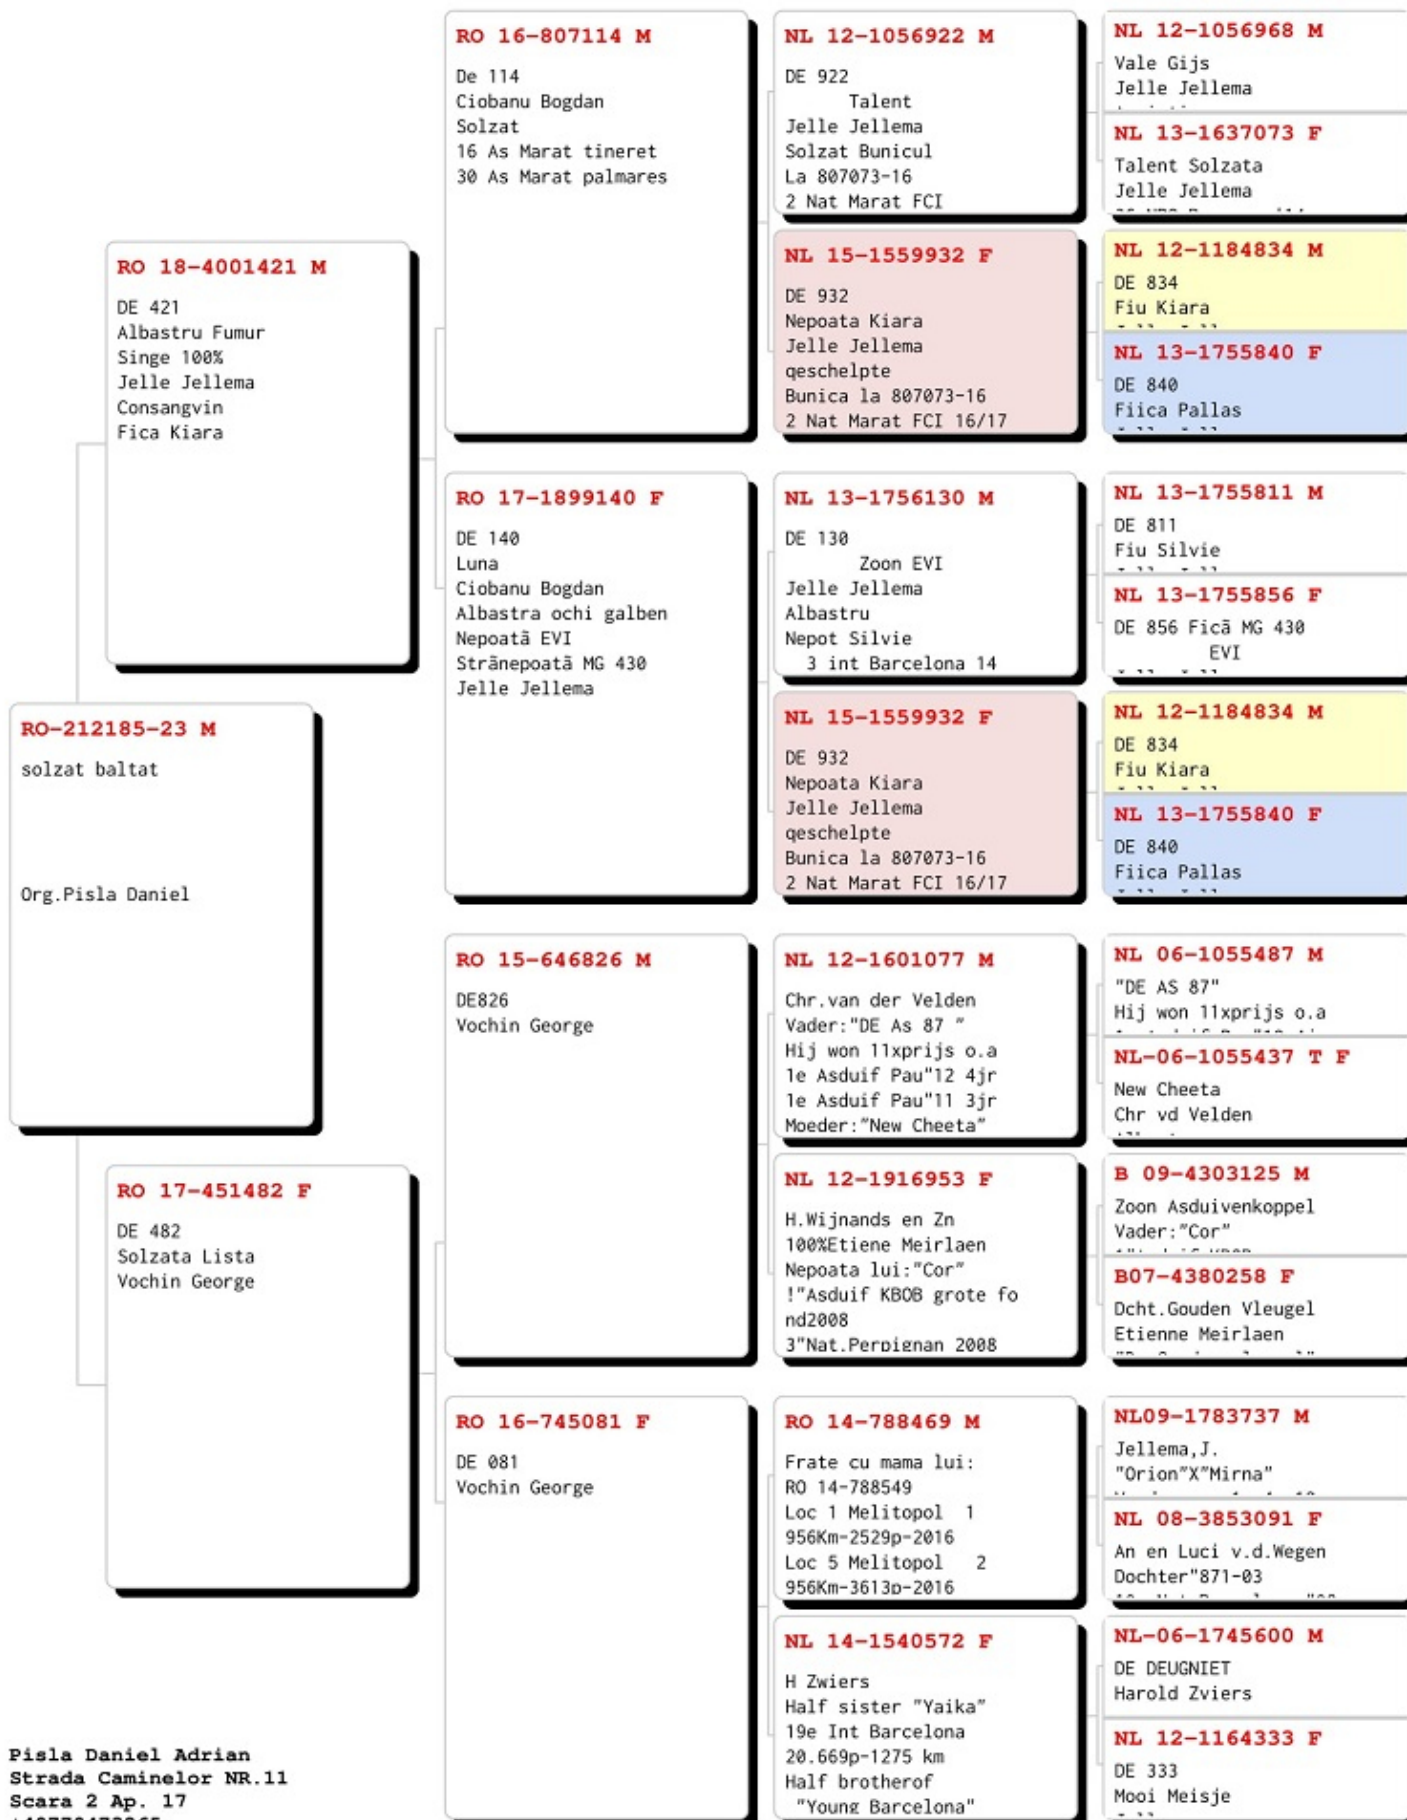 RO-212185-23 M
solzat baltat
Org.Pisla Daniel
RO 18-4001421 M
DE 421
Albastru Fumur
Singe 100%
Jelle Jellema
Consangvin
Fica Kiara
RO 17-451482 F
DE 482
Solzata Lista
Vochin George
RO 16-807114 M
De 114
Ciobanu Bogdan
Solzat
16 As Marat tineret
30 As Marat palmares
RO 17-1899140 F
DE 140
Luna
Ciobanu Bogdan
Albastra ochi galben
Nepoatã EVI
Strãnepoatã MG 430
Jelle Jellema
RO 15-646826 M
DE826
Vochin George
RO 16-745081 F
DE 081
Vochin George
NL 12-1056922 M
DE 922
Talent
Jelle Jellema
Solzat Bunicul
La 807073-16
2 Nat Marat FCI
NL 15-1559932 F
DE 932
Nepoata Kiara
Jelle Jellema
qeschelpte
Bunica la 807073-16
2 Nat Marat FCI 16/17
NL 13-1756130 M
DE 130
Zoon EVI
Jelle Jellema
Albastru
Nepot Silvie
3 int Barcelona 14
NL 15-1559932 F
DE 932
Nepoata Kiara
Jelle Jellema
qeschelpte
Bunica la 807073-16
2 Nat Marat FCI 16/17
NL 12-1601077 M
Chr.van der Velden
Vader:"DE As 87 "
Hij won 11xprijs o.a
1e Asduif Pau"12 4jr
1e Asduif Pau"11 3jr
Moeder:"New Cheeta"
NL 12-1916953 F
H.Wijnands en Zn
100%Etiene Meirlaen
Nepoata lui:"Cor"
!"Asduif KBOB grote fo
nd2008
3"Nat.Perpignan 2008
RO 14-788469 M
Frate cu mama lui:
RO 14-788549
Loc 1 Melitopol 1
956Km-2529p-2016
Loc 5 Melitopol 2
956Km-3613p-2016
NL 14-1540572 F
H Zwiers
Half sister "Yaika"
19e Int Barcelona
20.669p-1275 km
Half brotherof
"Young Barcelona"
NL 12-1056968 M
Vale Gijs
Jelle Jellema
NL 13-1637073 F
Talent Solzata
Jelle Jellema
NL 12-1184834 M
DE 834
Fiu Kiara
NL 13-1755840 F
DE 840
Fiica Pallas
NL 13-1755811 M
DE 811
Fiu Silvie
NL 13-1755856 F
DE 856 Ficã MG 430
EVI
NL 12-1184834 M
DE 834
Fiu Kiara
NL 13-1755840 F
DE 840
Fiica Pallas
NL 06-1055487 M
"DE AS 87"
Hij won 11xprijs o.a
NL-06-1055437 T F
New Cheeta
Chr vd Velden
B 09-4303125 M
Zoon Asduivenkoppel
Vader:"Cor"
B07-4380258 F
Dcht.Gouden Vleugel
Etienne Meirlaen
NL09-1783737 M
Jellema,J.
"Orion"X"Mirna"
NL 08-3853091 F
An en Luci v.d.Wegen
Dochter"871-03
NL-06-1745600 M
DE DEUGNIET
Harold Zviers
NL 12-1164333 F
DE 333
Mooi Meisje
Pisla Daniel Adrian
Strada Caminelor NR.11
Scara 2 Ap. 17